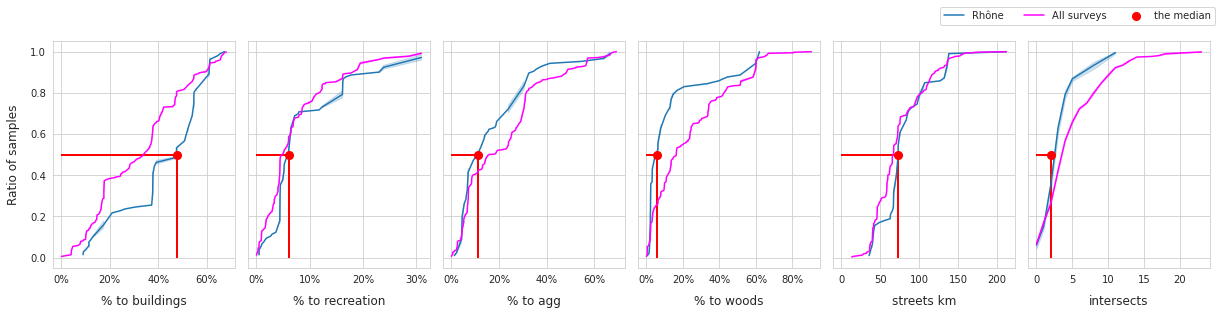 Rhône All surveys the median
Ratio of samples
1.0
0.8
0.6
0.4
0.2
0.0
0% 20% 40% 60% 0% 10% 20% 30% 0% 20% 40% 60% 0% 20% 40% 60% 80% 0 50 100 150 200 0 5 10 15 20
% to buildings % to recreation % to agg % to woods streets km intersects